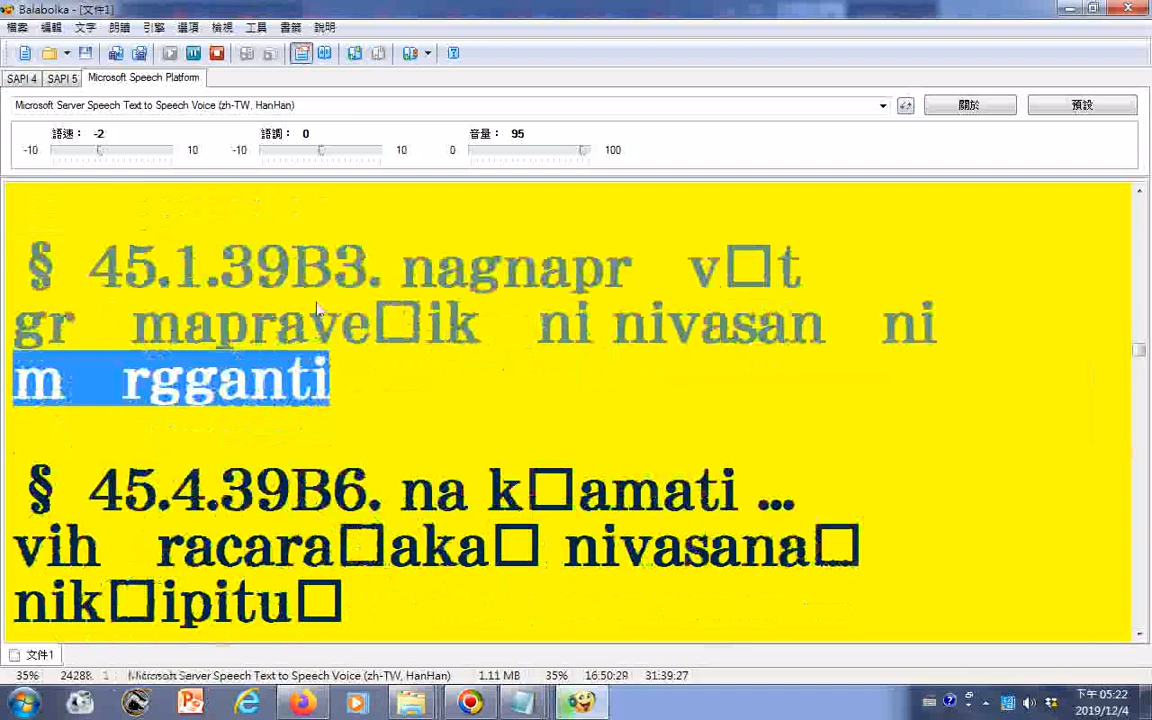 Balabolka - [文件1]
檔案 編輯 文字 朗讀 引擎 選項 檢視 工具 書籤 說明
SAPI 4 SAPI 5 Microsoft Speech Platform
Microsoft Server Speech Text to Speech Voice (zh-TW, HanHan) 關於 預設
語速： -2 語調： 0 音量： 95
-10 10 -10 10 0 100
§ 45.1.39B3. nagnapr v□t
gr maprave□ik ni nivasan ni
m rgganti
§ 45.4.39B6. na k□amati ...
vih racara□aka□ nivasana□
nik□ipitu□
文件1
35% Microsoft Server Speech Text to Speech Voice (zh-TW, HanHan) 1.11 MB 35% 16:50:29 31:39:27
下午 05:22
2019/12/4